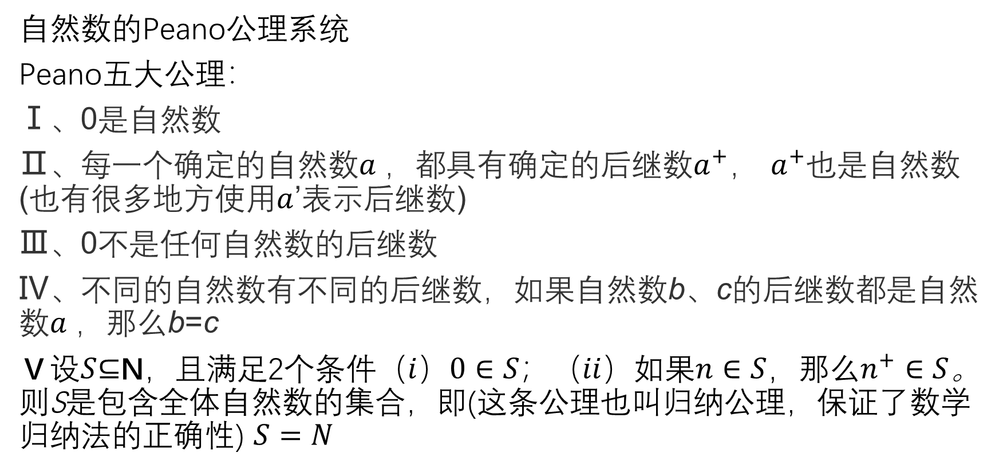 自然数的Peano公理系统
Peano五大公理：
Ⅰ、0是自然数
Ⅱ、每一个确定的自然数a，都具有确定的后继数a⁺， a⁺也是自然数
(也有很多地方使用a’表示后继数)
Ⅲ、0不是任何自然数的后继数
Ⅳ、不同的自然数有不同的后继数，如果自然数b、c的后继数都是自然
数a，那么b=c
Ⅴ设S⊆N，且满足2个条件（i）0 ∈ S；（ii）如果n ∈ S，那么n⁺ ∈ S。
则S是包含全体自然数的集合，即(这条公理也叫归纳公理，保证了数学
归纳法的正确性) S = N